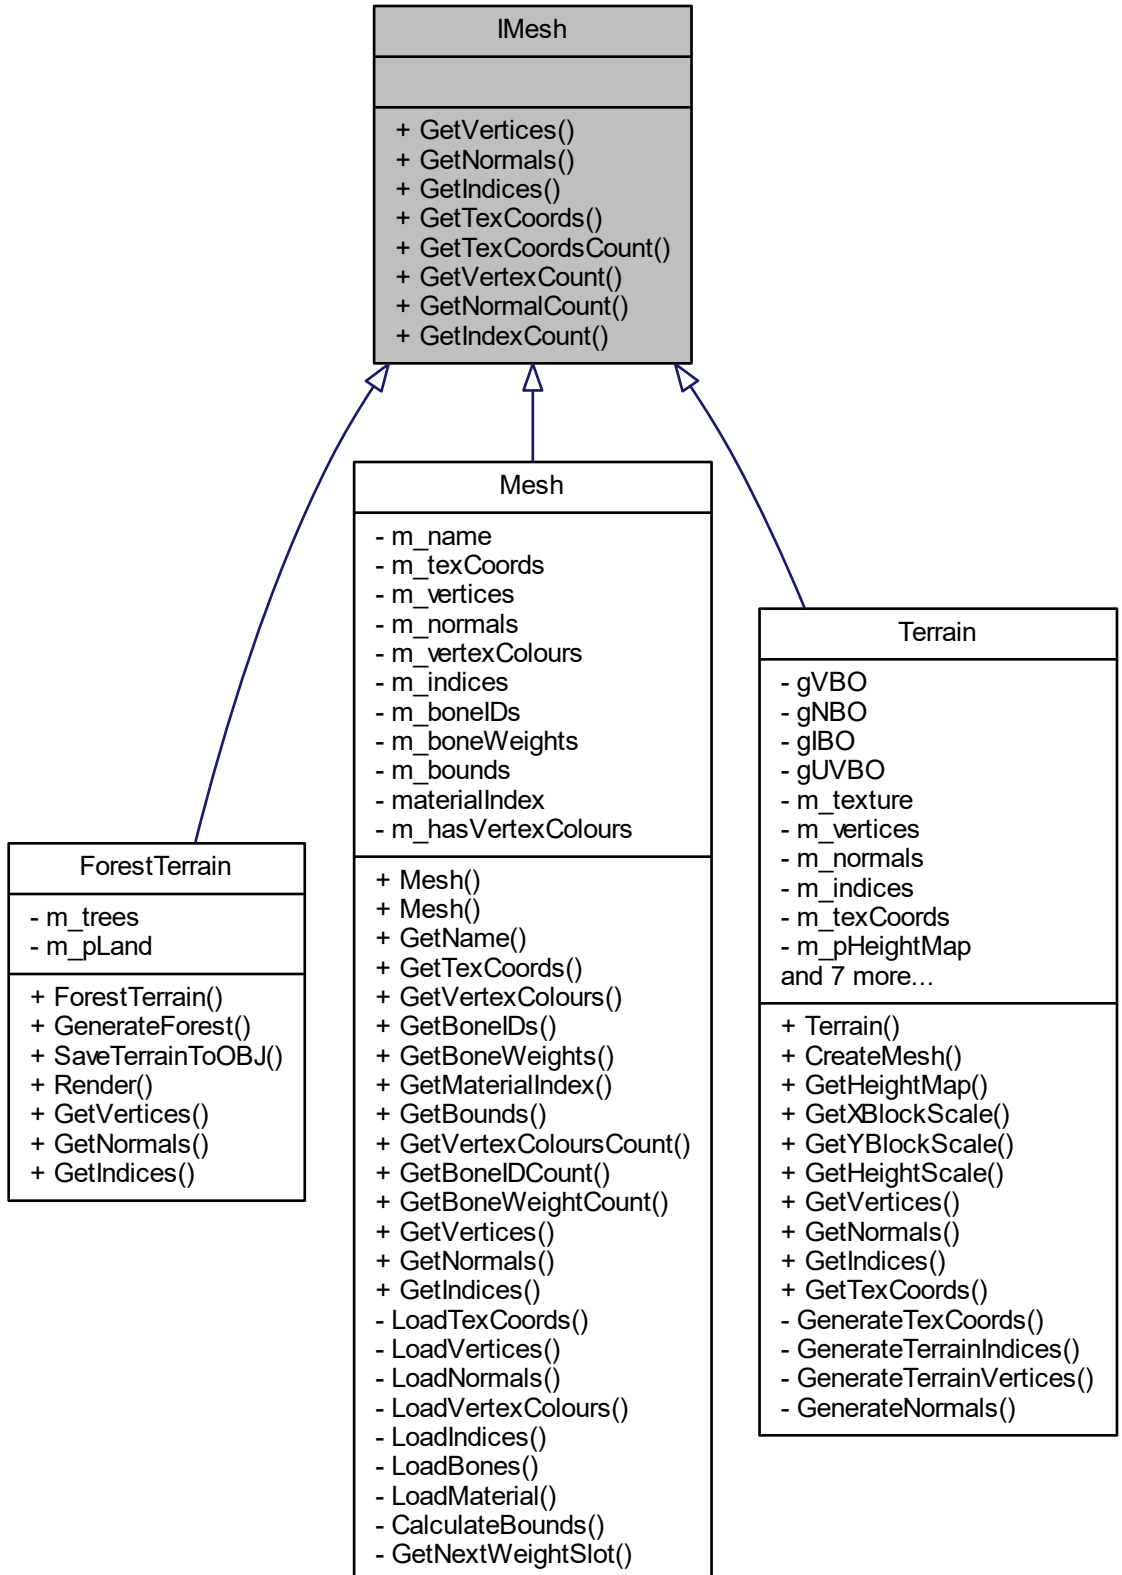 IMesh
+ GetVertices()
+ GetNormals()
+ GetIndices()
+ GetTexCoords()
+ GetTexCoordsCount()
+ GetVertexCount()
+ GetNormalCount()
+ GetIndexCount()
Mesh
- m_name
- m_texCoords
- m_vertices
- m_normals
- m_vertexColours
- m_indices
- m_boneIDs
- m_boneWeights
- m_bounds
- materialIndex
- m_hasVertexColours
+ Mesh()
+ Mesh()
+ GetName()
+ GetTexCoords()
+ GetVertexColours()
+ GetBoneIDs()
+ GetBoneWeights()
+ GetMaterialIndex()
+ GetBounds()
+ GetVertexColoursCount()
+ GetBoneIDCount()
+ GetBoneWeightCount()
+ GetVertices()
+ GetNormals()
+ GetIndices()
- LoadTexCoords()
- LoadVertices()
- LoadNormals()
- LoadVertexColours()
- LoadIndices()
- LoadBones()
- LoadMaterial()
- CalculateBounds()
- GetNextWeightSlot()
Terrain
- gVBO
- gNBO
- gIBO
- gUVBO
- m_texture
- m_vertices
- m_normals
- m_indices
- m_texCoords
- m_pHeightMap
and 7 more...
+ Terrain()
+ CreateMesh()
+ GetHeightMap()
+ GetXBlockScale()
+ GetYBlockScale()
+ GetHeightScale()
+ GetVertices()
+ GetNormals()
+ GetIndices()
+ GetTexCoords()
- GenerateTexCoords()
- GenerateTerrainIndices()
- GenerateTerrainVertices()
- GenerateNormals()
ForestTerrain
- m_trees
- m_pLand
+ ForestTerrain()
+ GenerateForest()
+ SaveTerrainToOBJ()
+ Render()
+ GetVertices()
+ GetNormals()
+ GetIndices()